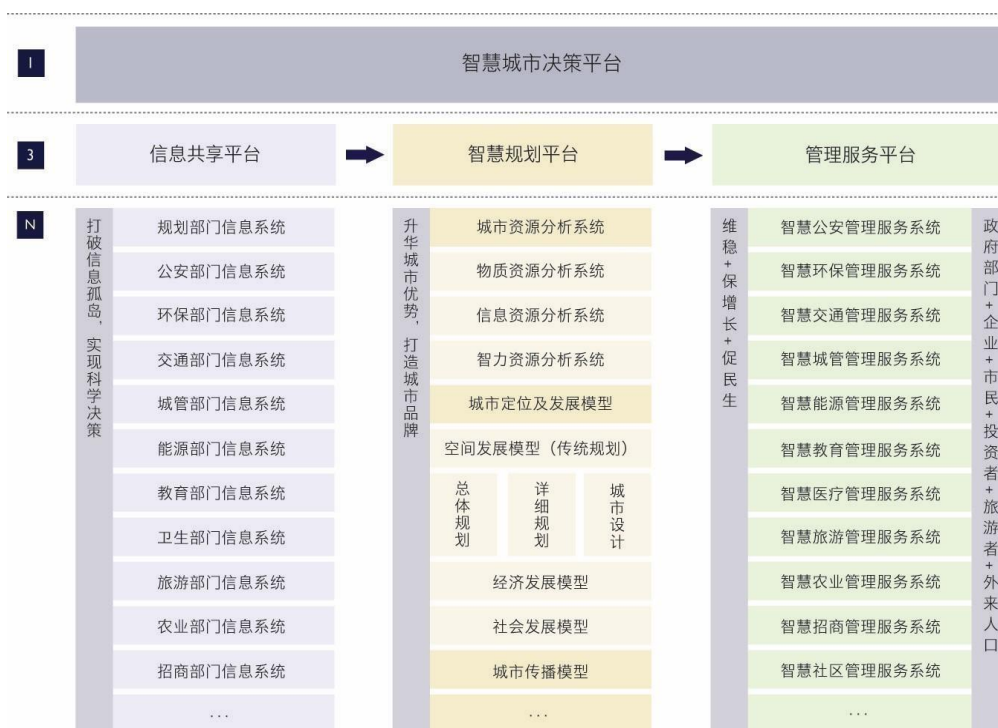 1
智慧城市决策平台
3
信息共享平台
智慧规划平台
管理服务平台
N
打破信息孤岛,实现科学决策
规划部门信息系统
公安部门信息系统
环保部门信息系统
交通部门信息系统
城管部门信息系统
能源部门信息系统
教育部门信息系统
卫生部门信息系统
旅游部门信息系统
农业部门信息系统
招商部门信息系统
...
升华城市优势,打造城市品牌
城市资源分析系统
物质资源分析系统
信息资源分析系统
智力资源分析系统
城市定位及发展模型
空间发展模型（传统规划）
总体规划
详细规划
城市设计
经济发展模型
社会发展模型
城市传播模型
...
维稳+保增长+促民生
智慧公安管理服务系统
智慧环保管理服务系统
智慧交通管理服务系统
智慧城管管理服务系统
智慧能源管理服务系统
智慧教育管理服务系统
智慧医疗管理服务系统
智慧旅游管理服务系统
智慧农业管理服务系统
智慧招商管理服务系统
智慧社区管理服务系统
...
政府部门+企业+市民+投资者+旅游者+外来人口